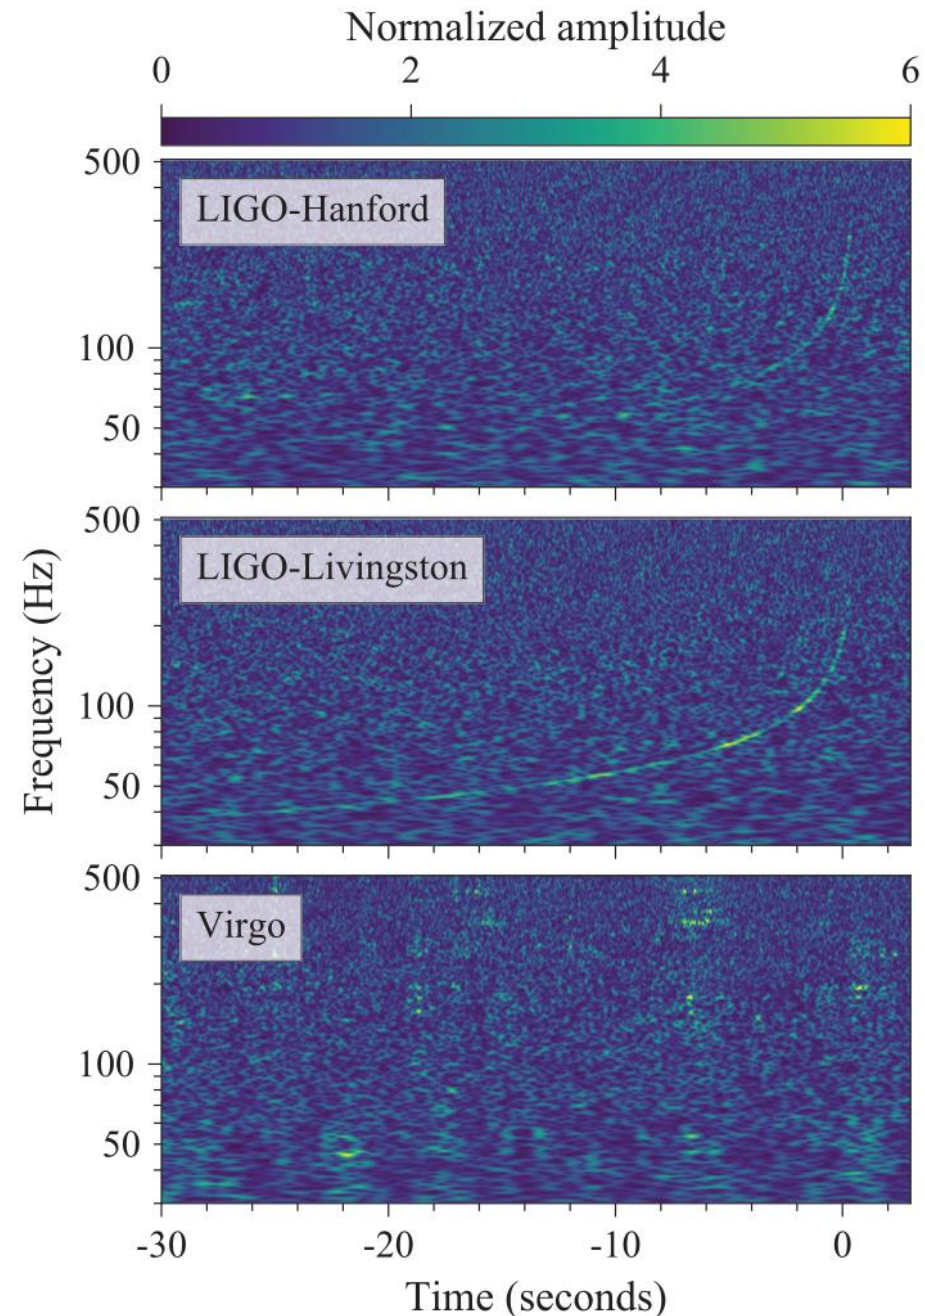 Normalized amplitude
0 2 4 6
500
LIGO-Hanford
100
50
500
LIGO-Livingston
Frequency (Hz)
100
50
500
Virgo
100
50
-30 -20 -10 0
Time (seconds)